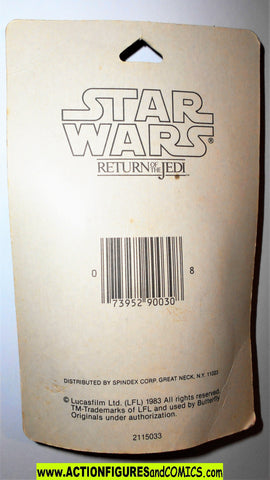 STAR
WARS®
RETURN OF THE JEDI
0 73952 90030 8
DISTRIBUTED BY SPINDEX CORP, GREAT NECK, N.Y. 11023
© Lucasfilm Ltd. (LFL) 1983 All rights reserved.
TM-Trademarks of LFL and used by Butterfly
Originals under authorization.
2115033
www.ACTIONFIGURESandCOMICS.com